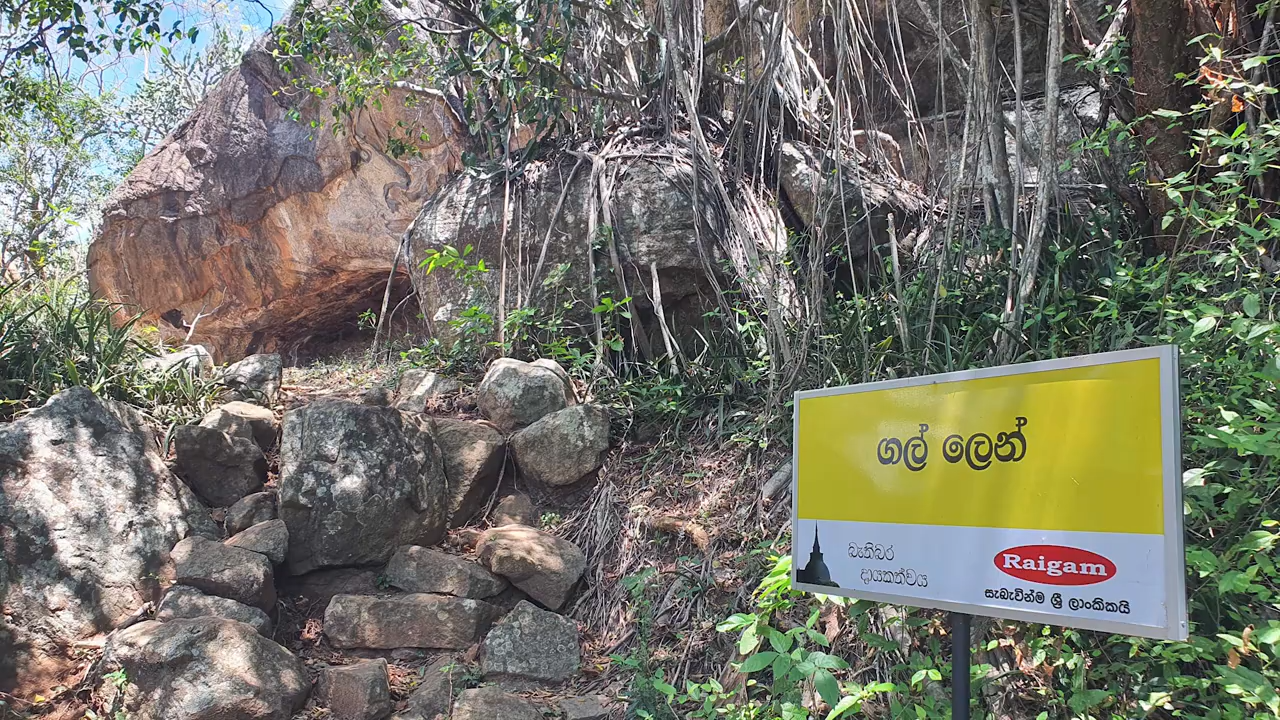 ගල් ලෙන්
බැතිබර
දායකත්වය
Raigam
සැබැවින්ම ශ්‍රී ලාංකිකයි